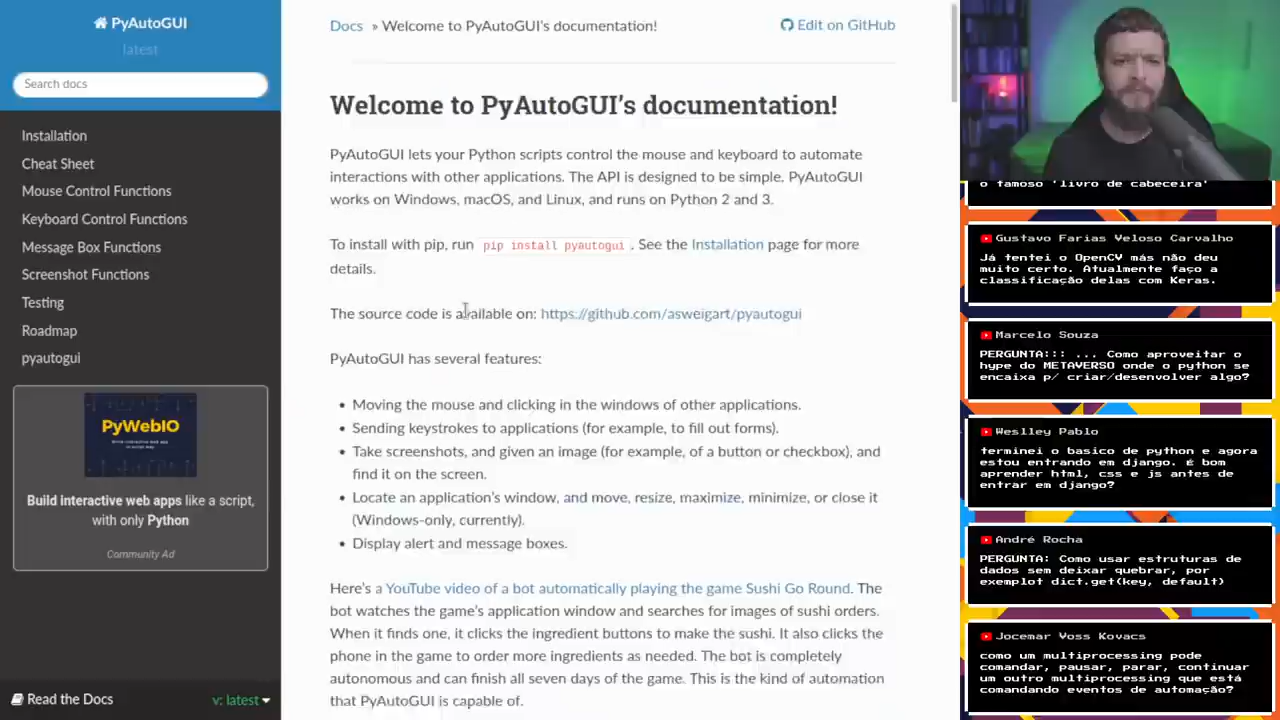 PyAutoGUI
latest
Search docs
Installation
Cheat Sheet
Mouse Control Functions
Keyboard Control Functions
Message Box Functions
Screenshot Functions
Testing
Roadmap
pyautogui
PyWebIO
Write interactive web app
in script way
Build interactive web apps like a script,
with only Python
Community Ad
Read the Docs
v: latest
Docs » Welcome to PyAutoGUI's documentation!
Edit on GitHub
Welcome to PyAutoGUI's documentation!
PyAutoGUI lets your Python scripts control the mouse and keyboard to automate
interactions with other applications. The API is designed to be simple. PyAutoGUI
works on Windows, macOS, and Linux, and runs on Python 2 and 3.
To install with pip, run pip install pyautogui . See the Installation page for more
details.
The source code is available on: https://github.com/asweigart/pyautogui
PyAutoGUI has several features:
• Moving the mouse and clicking in the windows of other applications.
• Sending keystrokes to applications (for example, to fill out forms).
• Take screenshots, and given an image (for example, of a button or checkbox), and
find it on the screen.
• Locate an application's window, and move, resize, maximize, minimize, or close it
(Windows-only, currently).
• Display alert and message boxes.
Here's a YouTube video of a bot automatically playing the game Sushi Go Round. The
bot watches the game's application window and searches for images of sushi orders.
When it finds one, it clicks the ingredient buttons to make the sushi. It also clicks the
phone in the game to order more ingredients as needed. The bot is completely
autonomous and can finish all seven days of the game. This is the kind of automation
that PyAutoGUI is capable of.
o famoso 'livro de cabeceira'
Gustavo Farias Veloso Carvalho
Já tentei o OpenCV más não deu
muito certo. Atualmente faço a
classificação delas com Keras.
Marcelo Souza
PERGUNTA::: ... Como aproveitar o
hype do METAVERSO onde o python se
encaixa p/ criar/desenvolver algo?
Weslley Pablo
terminei o basico de python e agora
estou entrando em django. É bom
aprender html, css e js antes de
entrar em django?
André Rocha
PERGUNTA: Como usar estruturas de
dados sem deixar quebrar, por
exemplot dict.get(key, default)
Jocemar Voss Kovacs
como um multiprocessing pode
comandar, pausar, parar, continuar
um outro multiprocessing que está
comandando eventos de automação?